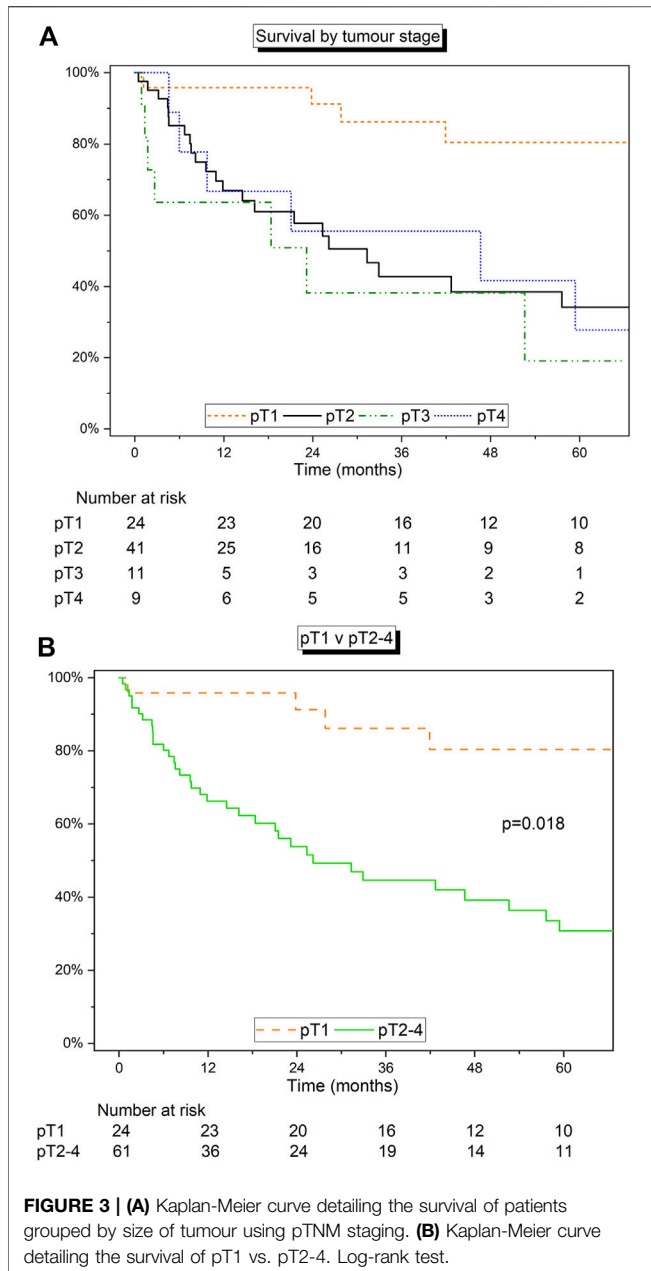 A
Survival by tumour stage
100%
80%
60%
40%
20%
0%
pT1 pT2 pT3 pT4
0 12 24 36 48 60
Time (months)
Number at risk
pT1 24 23 20 16 12 10
pT2 41 25 16 11 9 8
pT3 11 5 3 3 2 1
pT4 9 6 5 5 3 2
B
pT1 v pT2-4
100%
80%
60%
40%
20%
0%
p=0.018
pT1 pT2-4
0 12 24 36 48 60
Time (months)
Number at risk
pT1 24 23 20 16 12 10
pT2-4 61 36 24 19 14 11
FIGURE 3 | (A) Kaplan-Meier curve detailing the survival of patients
grouped by size of tumour using pTNM staging. (B) Kaplan-Meier curve
detailing the survival of pT1 vs. pT2-4. Log-rank test.